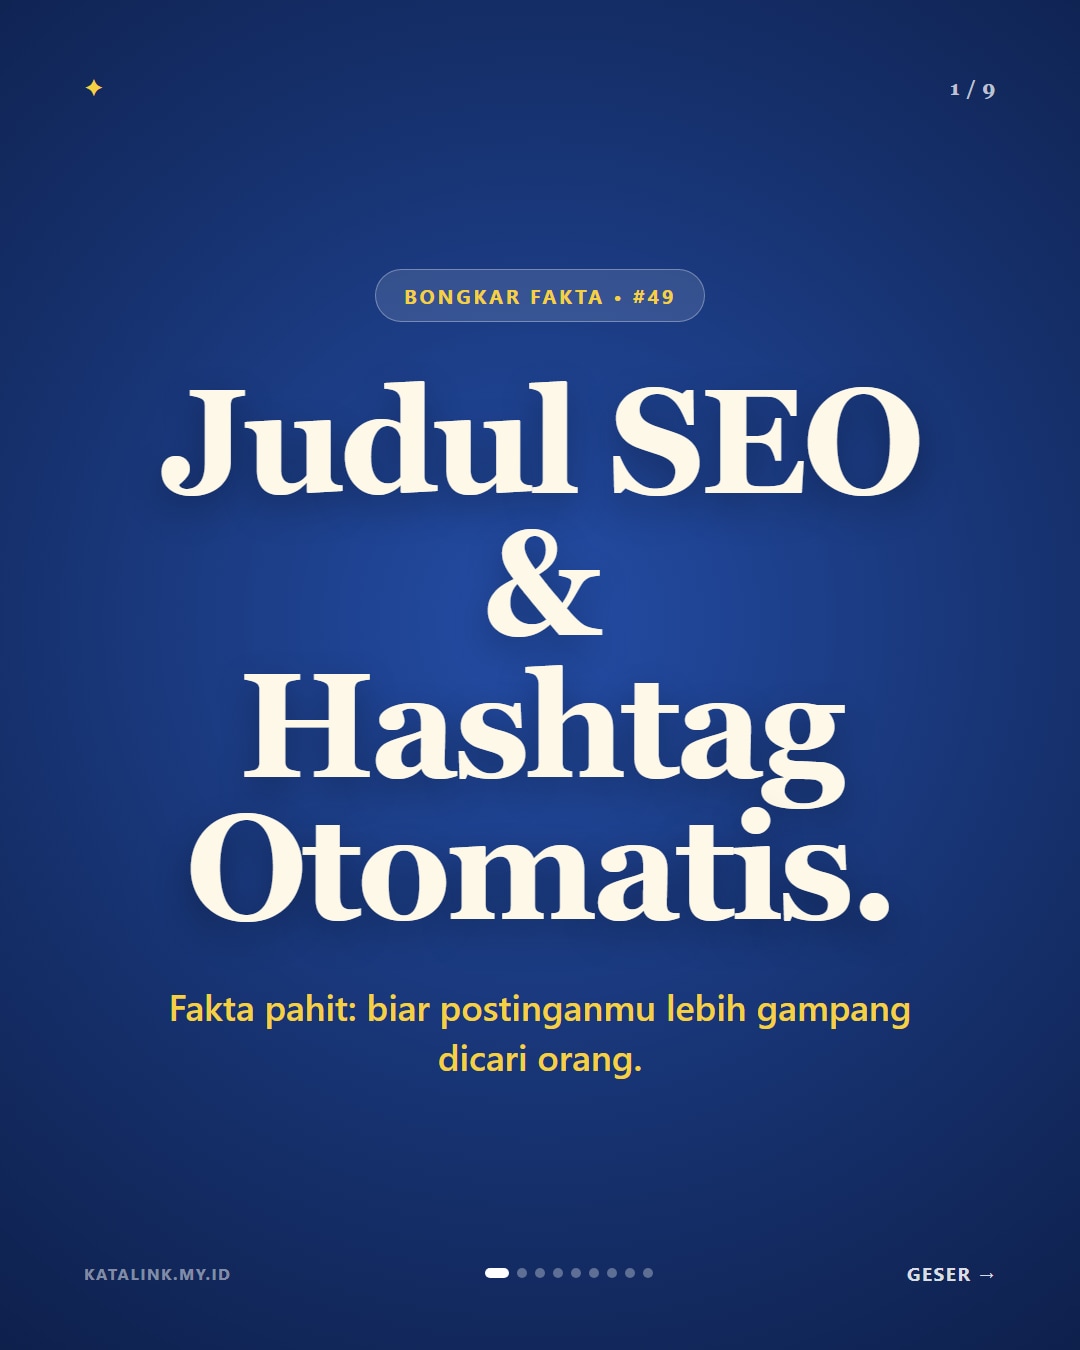 ✦
1 / 9
BONGKAR FAKTA • #49
Judul SEO
&
Hashtag
Otomatis.
Fakta pahit: biar postinganmu lebih gampang
dicari orang.
KATALINK.MY.ID
GESER →